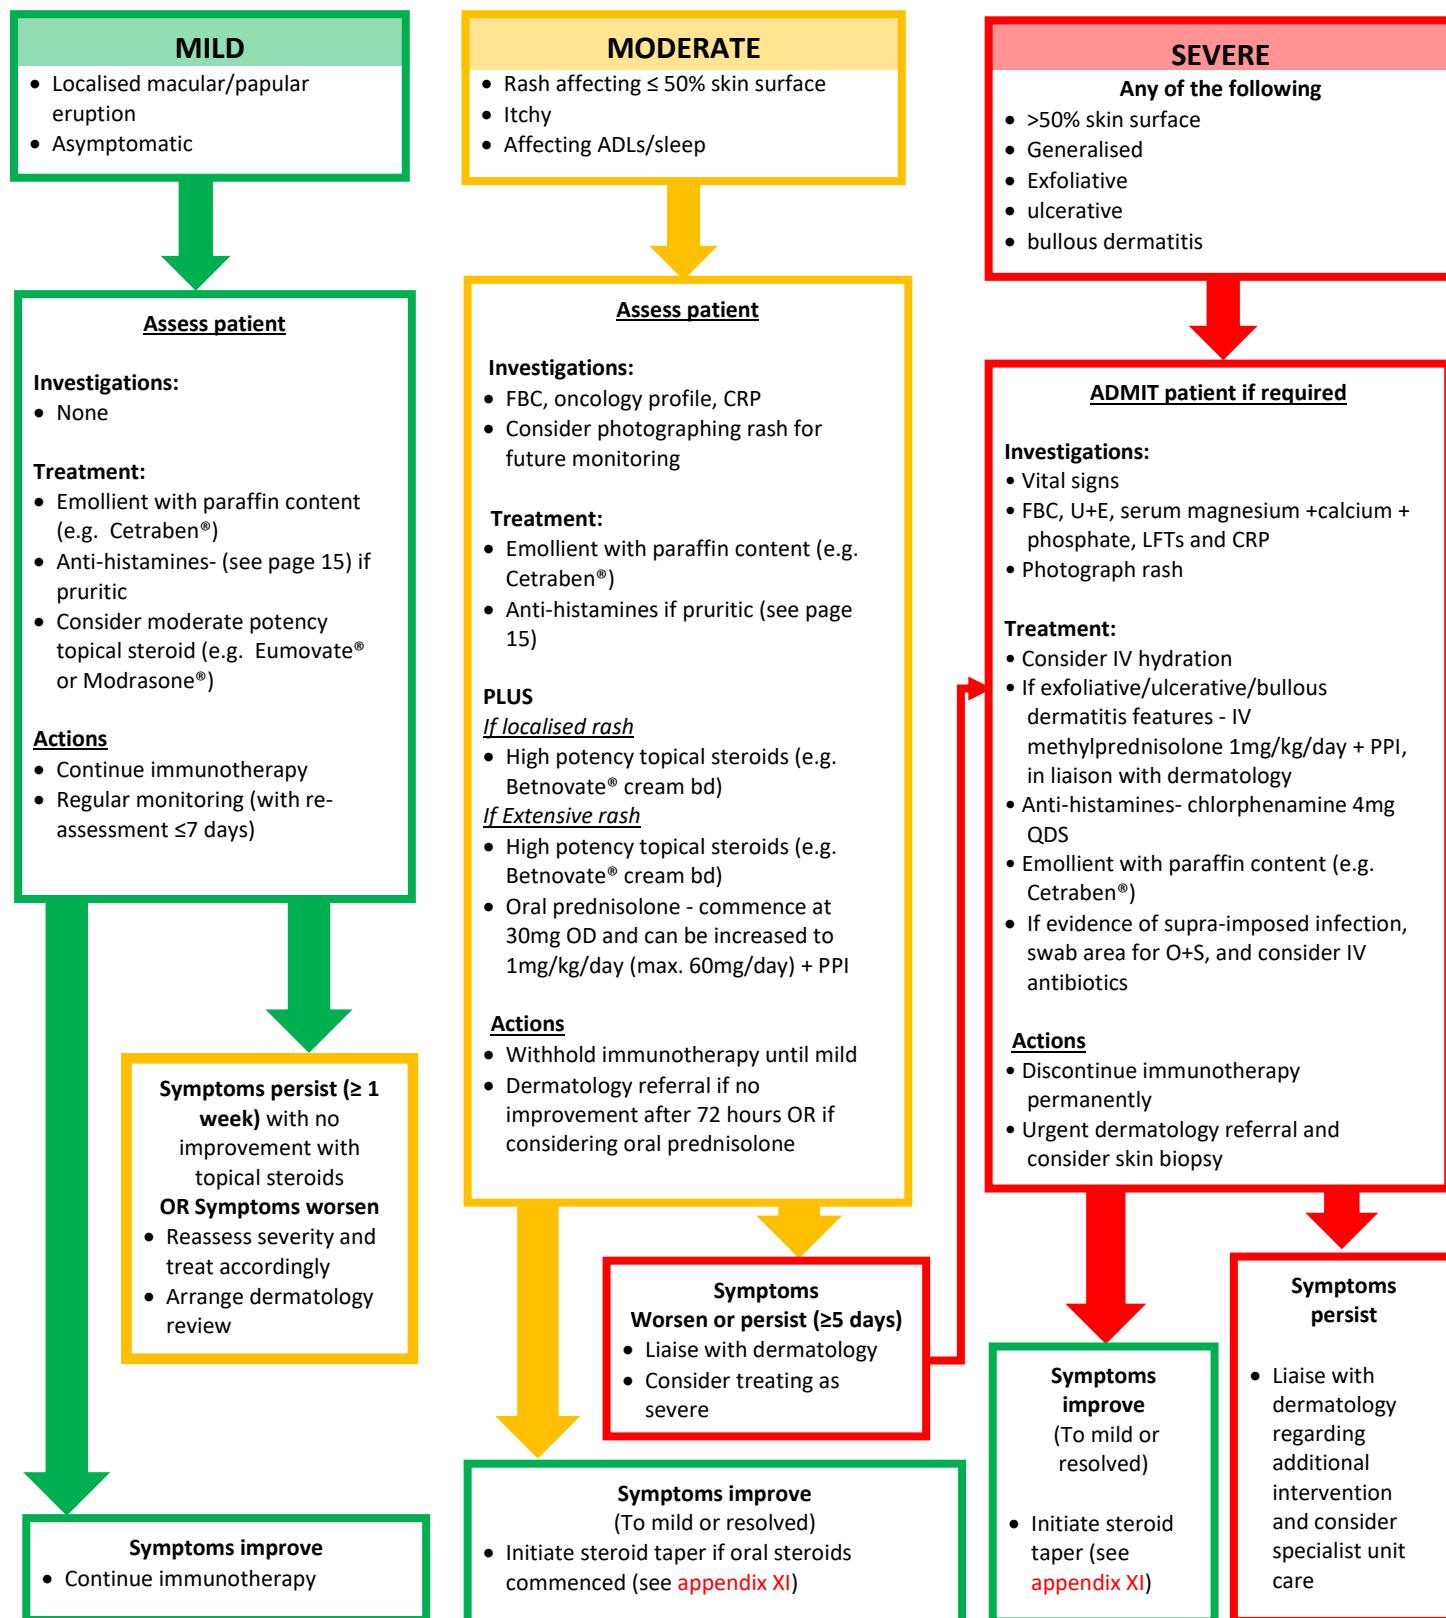 MILD
• Localised macular/papular
eruption
• Asymptomatic
Assess patient
Investigations:
• None
Treatment:
• Emollient with paraffin content
(e.g. Cetraben®)
• Anti-histamines- (see page 15) if
pruritic
• Consider moderate potency
topical steroid (e.g. Eumovate®
or Modrasone®)
Actions
• Continue immunotherapy
• Regular monitoring (with re-
assessment ≤7 days)
Symptoms persist (≥ 1
week) with no
improvement with
topical steroids
OR Symptoms worsen
• Reassess severity and
treat accordingly
• Arrange dermatology
review
Symptoms improve
• Continue immunotherapy
MODERATE
• Rash affecting ≤ 50% skin surface
• Itchy
• Affecting ADLs/sleep
Assess patient
Investigations:
• FBC, oncology profile, CRP
• Consider photographing rash for
future monitoring
Treatment:
• Emollient with paraffin content (e.g.
Cetraben®)
• Anti-histamines if pruritic (see page
15)
PLUS
If localised rash
• High potency topical steroids (e.g.
Betnovate® cream bd)
If Extensive rash
• High potency topical steroids (e.g.
Betnovate® cream bd)
• Oral prednisolone - commence at
30mg OD and can be increased to
1mg/kg/day (max. 60mg/day) + PPI
Actions
• Withhold immunotherapy until mild
• Dermatology referral if no
improvement after 72 hours OR if
considering oral prednisolone
Symptoms
Worsen or persist (≥5 days)
• Liaise with dermatology
• Consider treating as
severe
Symptoms improve
(To mild or resolved)
• Initiate steroid taper if oral steroids
commenced (see appendix XI)
SEVERE
Any of the following
• >50% skin surface
• Generalised
• Exfoliative
• ulcerative
• bullous dermatitis
ADMIT patient if required
Investigations:
• Vital signs
• FBC, U+E, serum magnesium +calcium +
phosphate, LFTs and CRP
• Photograph rash
Treatment:
• Consider IV hydration
• If exfoliative/ulcerative/bullous
dermatitis features - IV
methylprednisolone 1mg/kg/day + PPI,
in liaison with dermatology
• Anti-histamines- chlorphenamine 4mg
QDS
• Emollient with paraffin content (e.g.
Cetraben®)
• If evidence of supra-imposed infection,
swab area for O+S, and consider IV
antibiotics
Actions
• Discontinue immunotherapy
permanently
• Urgent dermatology referral and
consider skin biopsy
Symptoms
improve
(To mild or
resolved)
• Initiate steroid
taper (see
appendix XI)
Symptoms
persist
• Liaise with
dermatology
regarding
additional
intervention
and consider
specialist unit
care